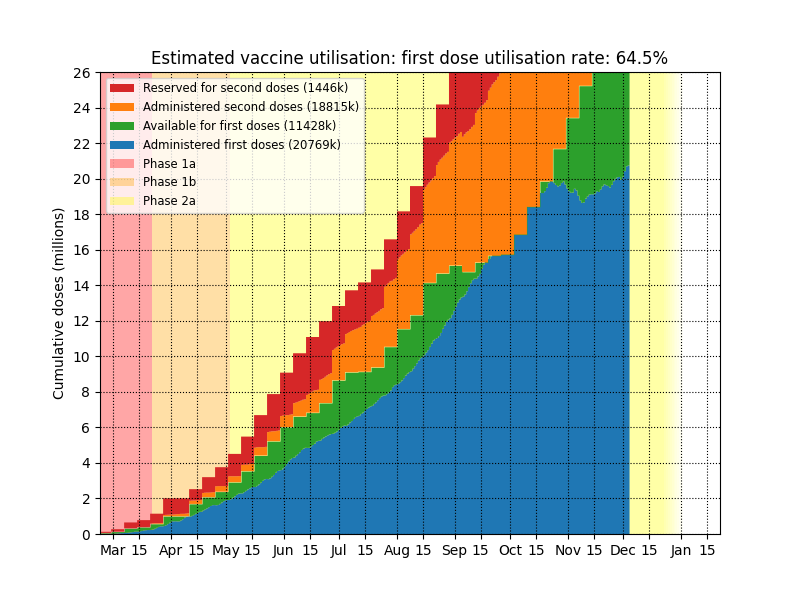 Estimated vaccine utilisation: first dose utilisation rate: 64.5%
Reserved for second doses (1446k)
Administered second doses (18815k)
Available for first doses (11428k)
Administered first doses (20769k)
Phase 1a
Phase 1b
Phase 2a
Cumulative doses (millions)
26
24
22
20
18
16
14
12
10
8
6
4
2
0
Mar 15 Apr 15 May 15 Jun 15 Jul 15 Aug 15 Sep 15 Oct 15 Nov 15 Dec 15 Jan 15